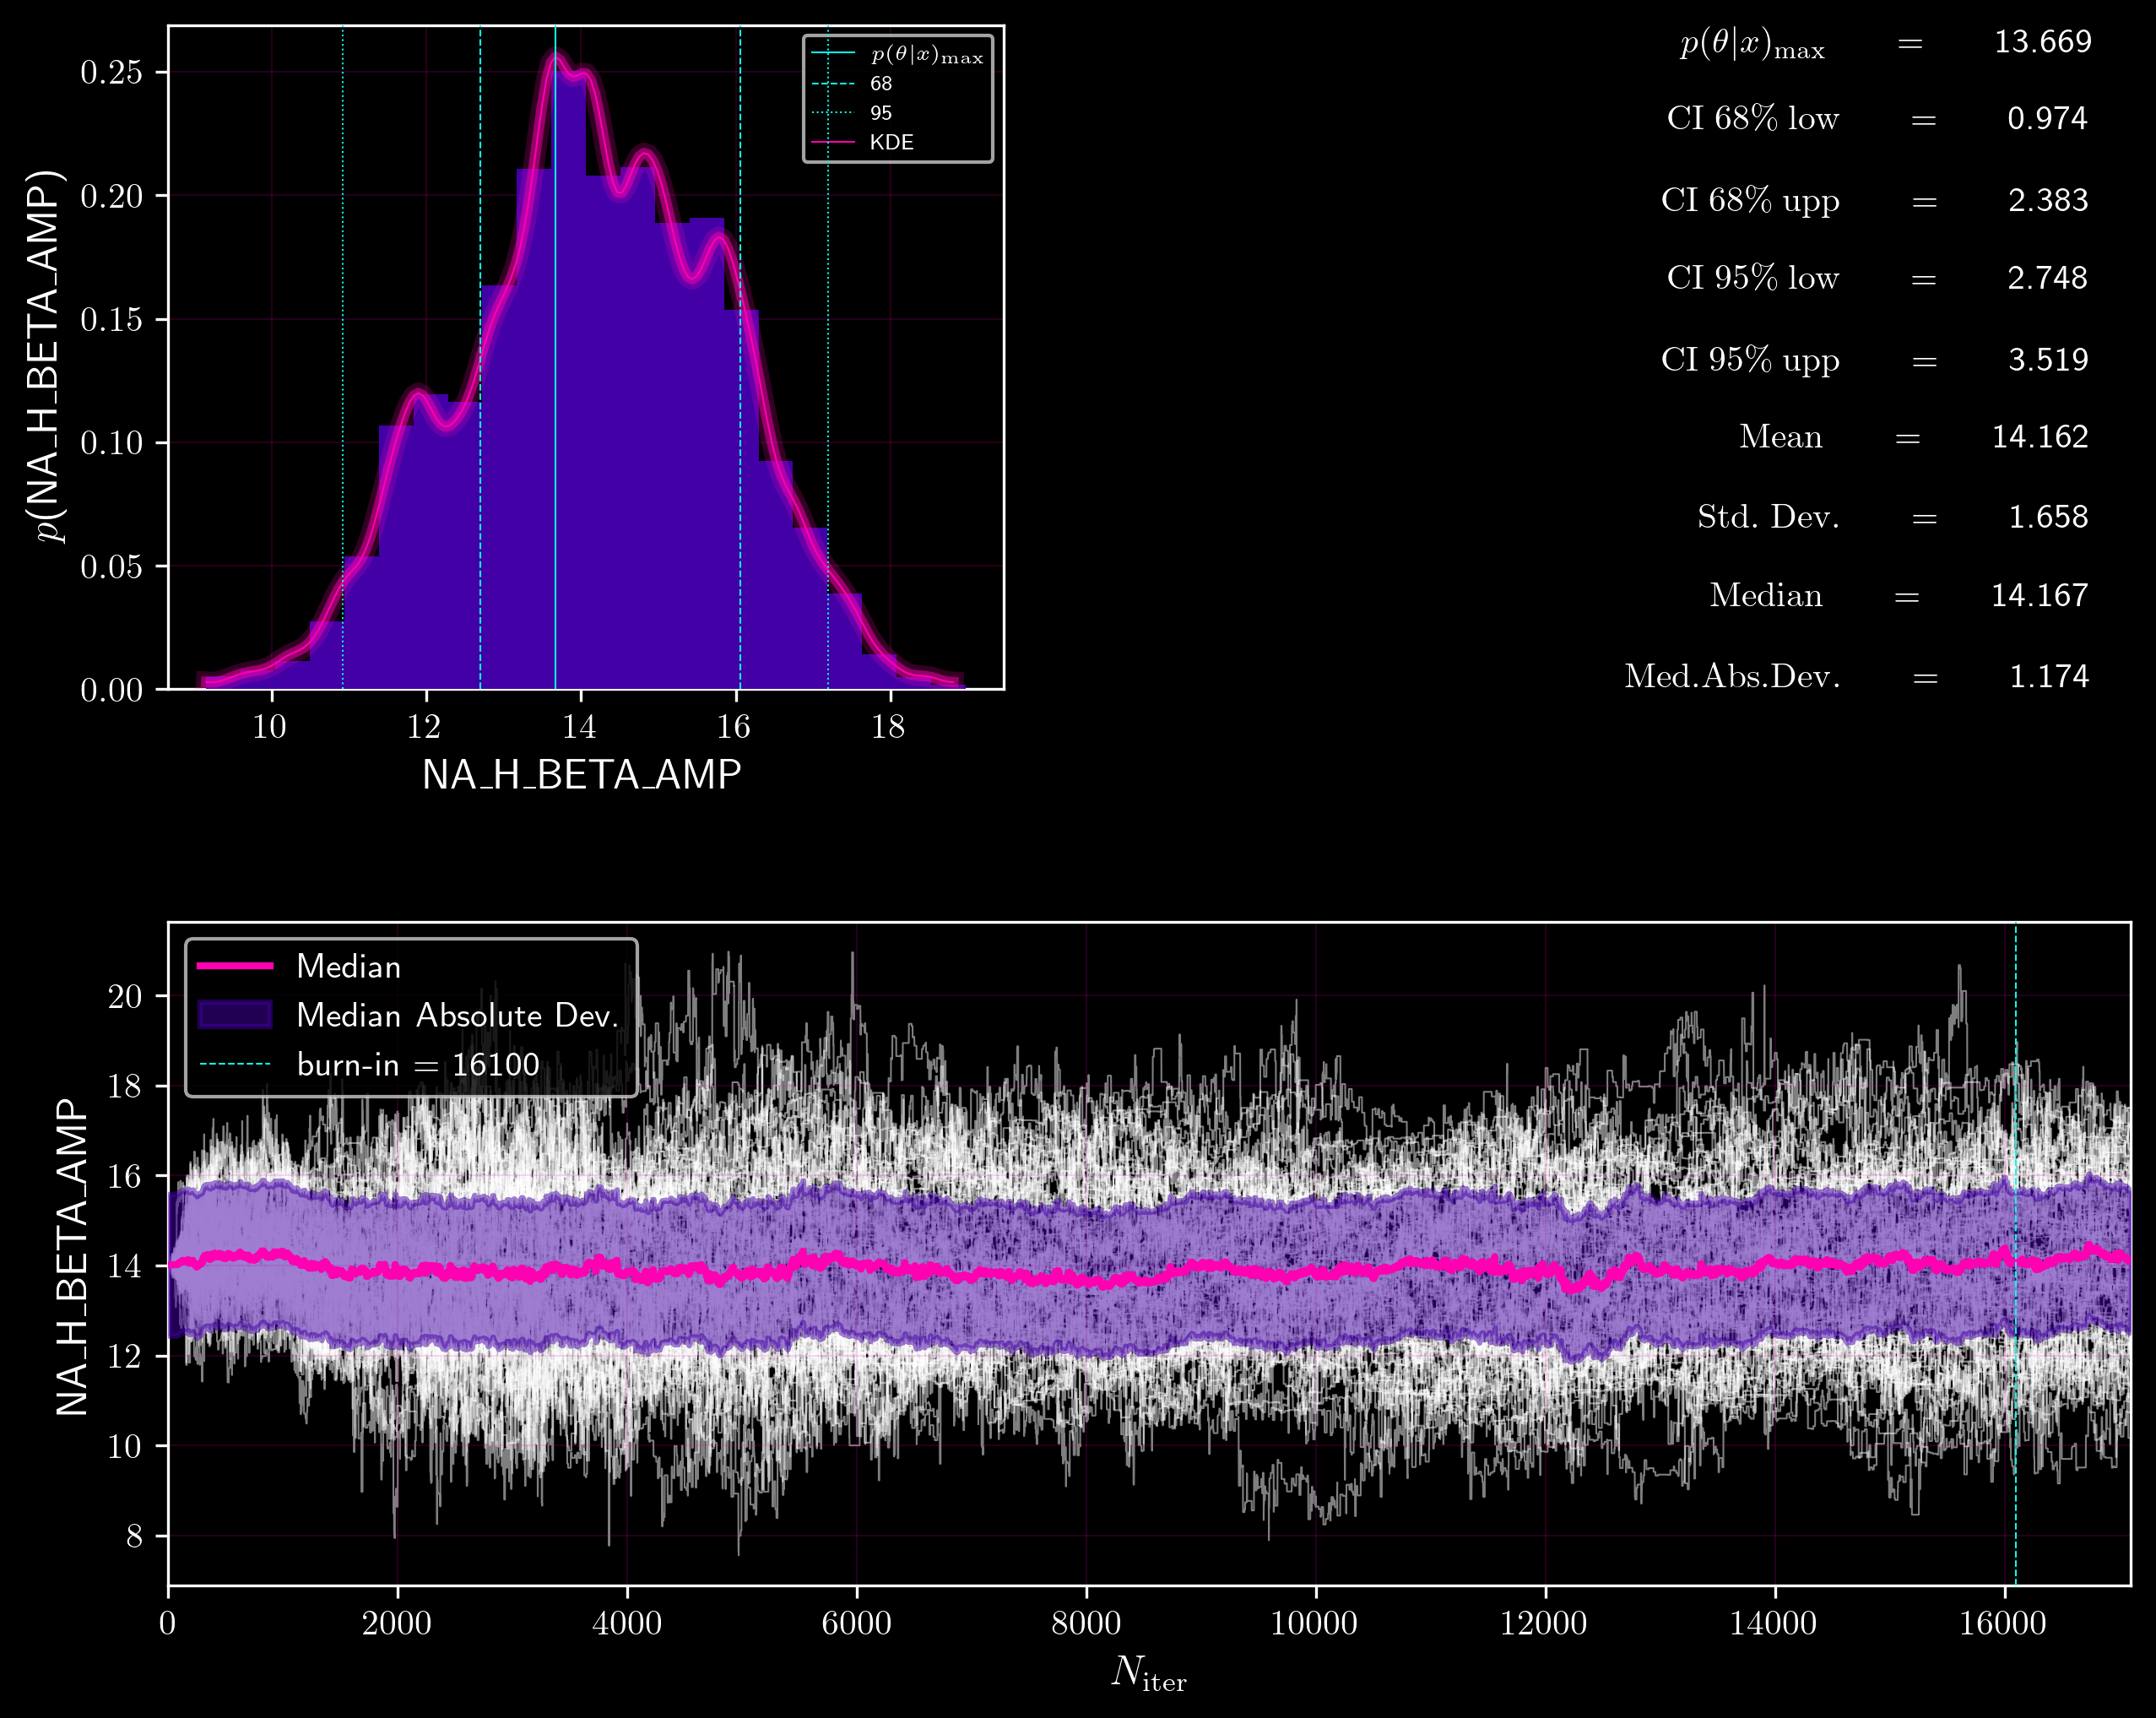 p(NA_H_BETA_AMP)
0.25
0.20
0.15
0.10
0.05
0.00
10 12 14 16 18
NA_H_BETA_AMP
p(θ|x)max
68
95
KDE
p(θ|x)max = 13.669
CI 68% low = 0.974
CI 68% upp = 2.383
CI 95% low = 2.748
CI 95% upp = 3.519
Mean = 14.162
Std. Dev. = 1.658
Median = 14.167
Med.Abs.Dev. = 1.174
NA_H_BETA_AMP
20
18
16
14
12
10
8
Median
Median Absolute Dev.
burn-in = 16100
0 2000 4000 6000 8000 10000 12000 14000 16000
Niter